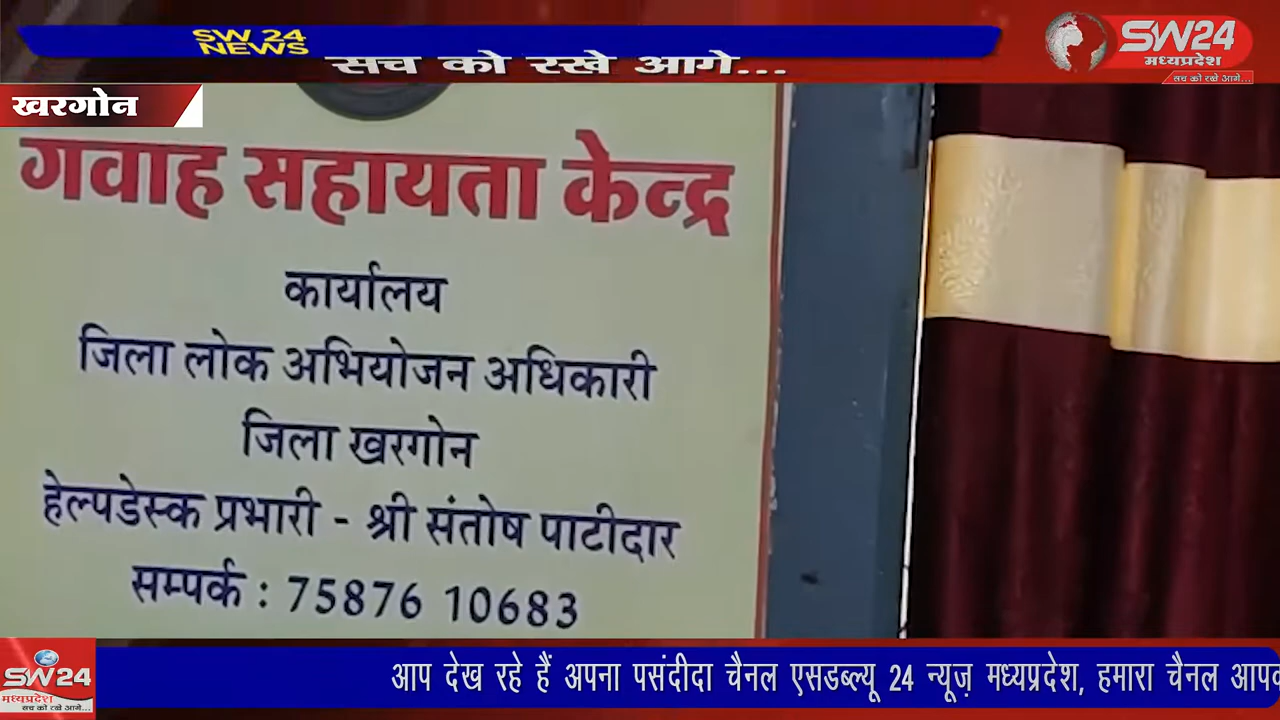 SW 24
NEWS
सच को रखे आगे...
SW24
मध्यप्रदेश
सच को रखे आगे...
खरगोन
गवाह सहायता केन्द्र
कार्यालय
जिला लोक अभियोजन अधिकारी
जिला खरगोन
हेल्पडेस्क प्रभारी - श्री संतोष पाटीदार
सम्पर्क : 75876 10683
SW24
मध्यप्रदेश
सच को रखे आगे...
आप देख रहे हैं अपना पसंदीदा चैनल एसडब्ल्यू 24 न्यूज़ मध्यप्रदेश, हमारा चैनल